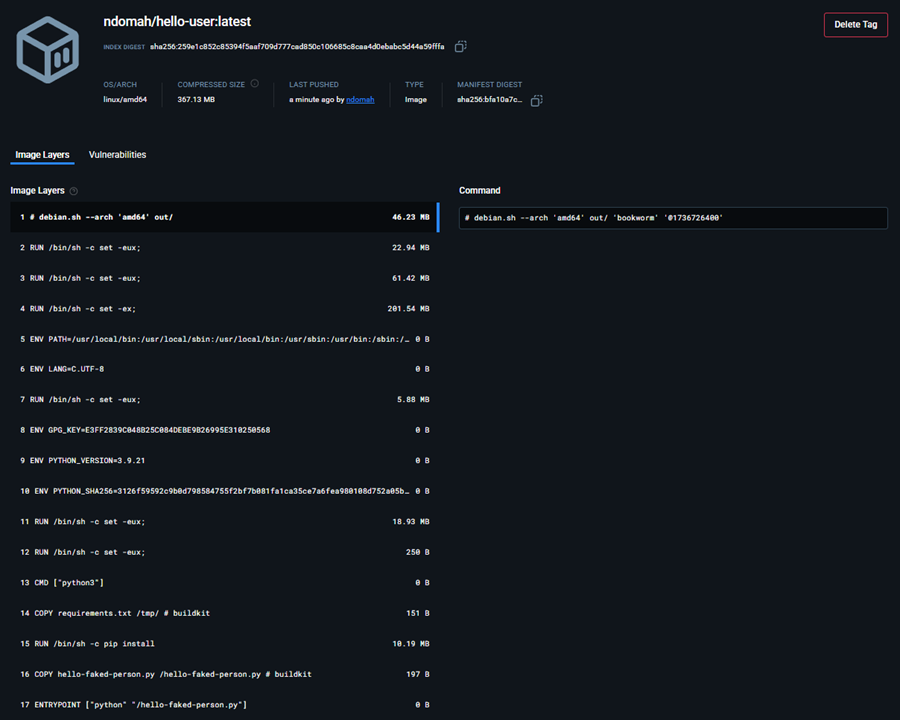 ndomah/hello-user:latest
Delete Tag
INDEX DIGEST sha256:259e1c852c85394f5aaf709d777cad850c106685c8caa4d0ebabc5d44a59fffa
OS/ARCH COMPRESSED SIZE LAST PUSHED TYPE MANIFEST DIGEST
linux/amd64 367.13 MB a minute ago by ndomah Image sha256:bfa10a7c...
Image Layers Vulnerabilities
Image Layers Command
1 # debian.sh --arch 'amd64' out/ 46.23 MB # debian.sh --arch 'amd64' out/ 'bookworm' '@1736726400'
2 RUN /bin/sh -c set -eux; 22.94 MB
3 RUN /bin/sh -c set -eux; 61.42 MB
4 RUN /bin/sh -c set -ex; 201.54 MB
5 ENV PATH=/usr/local/bin:/usr/local/sbin:/usr/local/bin:/usr/sbin:/usr/bin:/sbin:/… 0 B
6 ENV LANG=C.UTF-8 0 B
7 RUN /bin/sh -c set -eux; 5.88 MB
8 ENV GPG_KEY=E3FF2839C048B25C084DEBE9B26995E310250568 0 B
9 ENV PYTHON_VERSION=3.9.21 0 B
10 ENV PYTHON_SHA256=3126f59592c9b0d798584755f2bf7b081fa1ca35ce7a6fea980108d752a05b… 0 B
11 RUN /bin/sh -c set -eux; 18.93 MB
12 RUN /bin/sh -c set -eux; 250 B
13 CMD ["python3"] 0 B
14 COPY requirements.txt /tmp/ # buildkit 151 B
15 RUN /bin/sh -c pip install 10.19 MB
16 COPY hello-faked-person.py /hello-faked-person.py # buildkit 197 B
17 ENTRYPOINT ["python" "/hello-faked-person.py"] 0 B